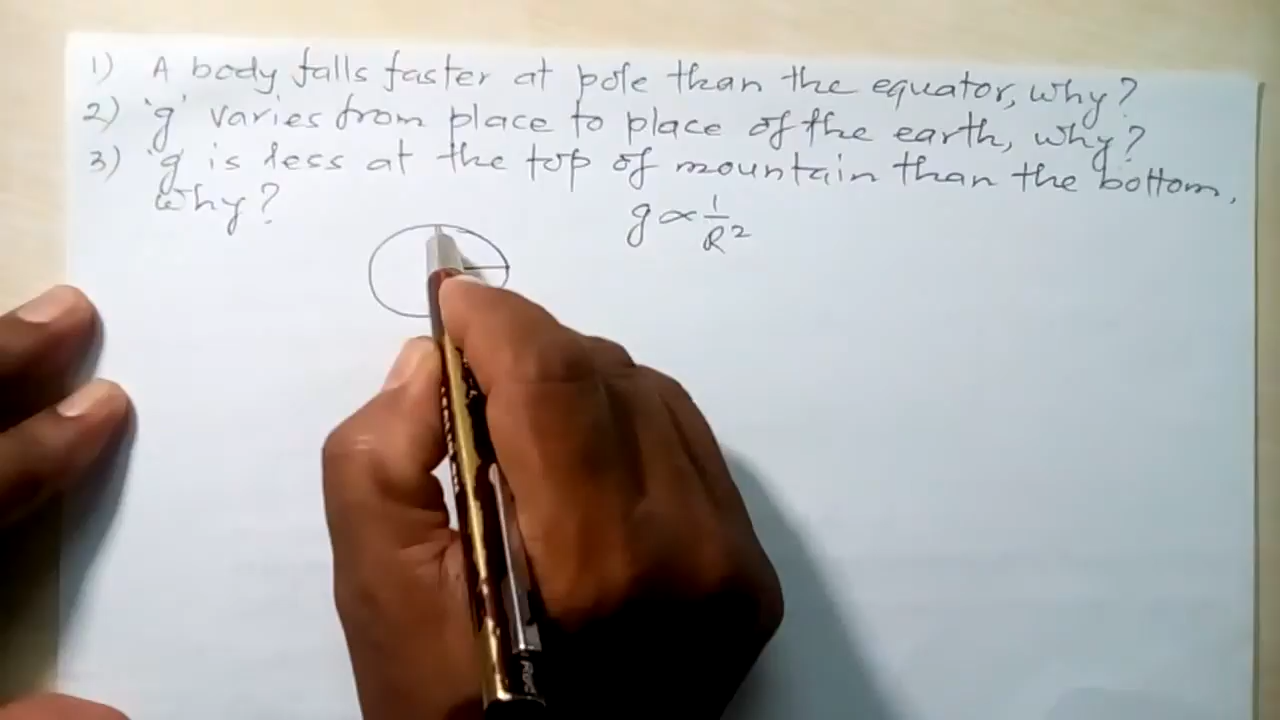 1) A body falls faster at pole than the equator, why?
2) 'g' varies from place to place of the earth, why?
3) 'g is less at the top of mountain than the bottom,
why?
g ∝ 1/R²